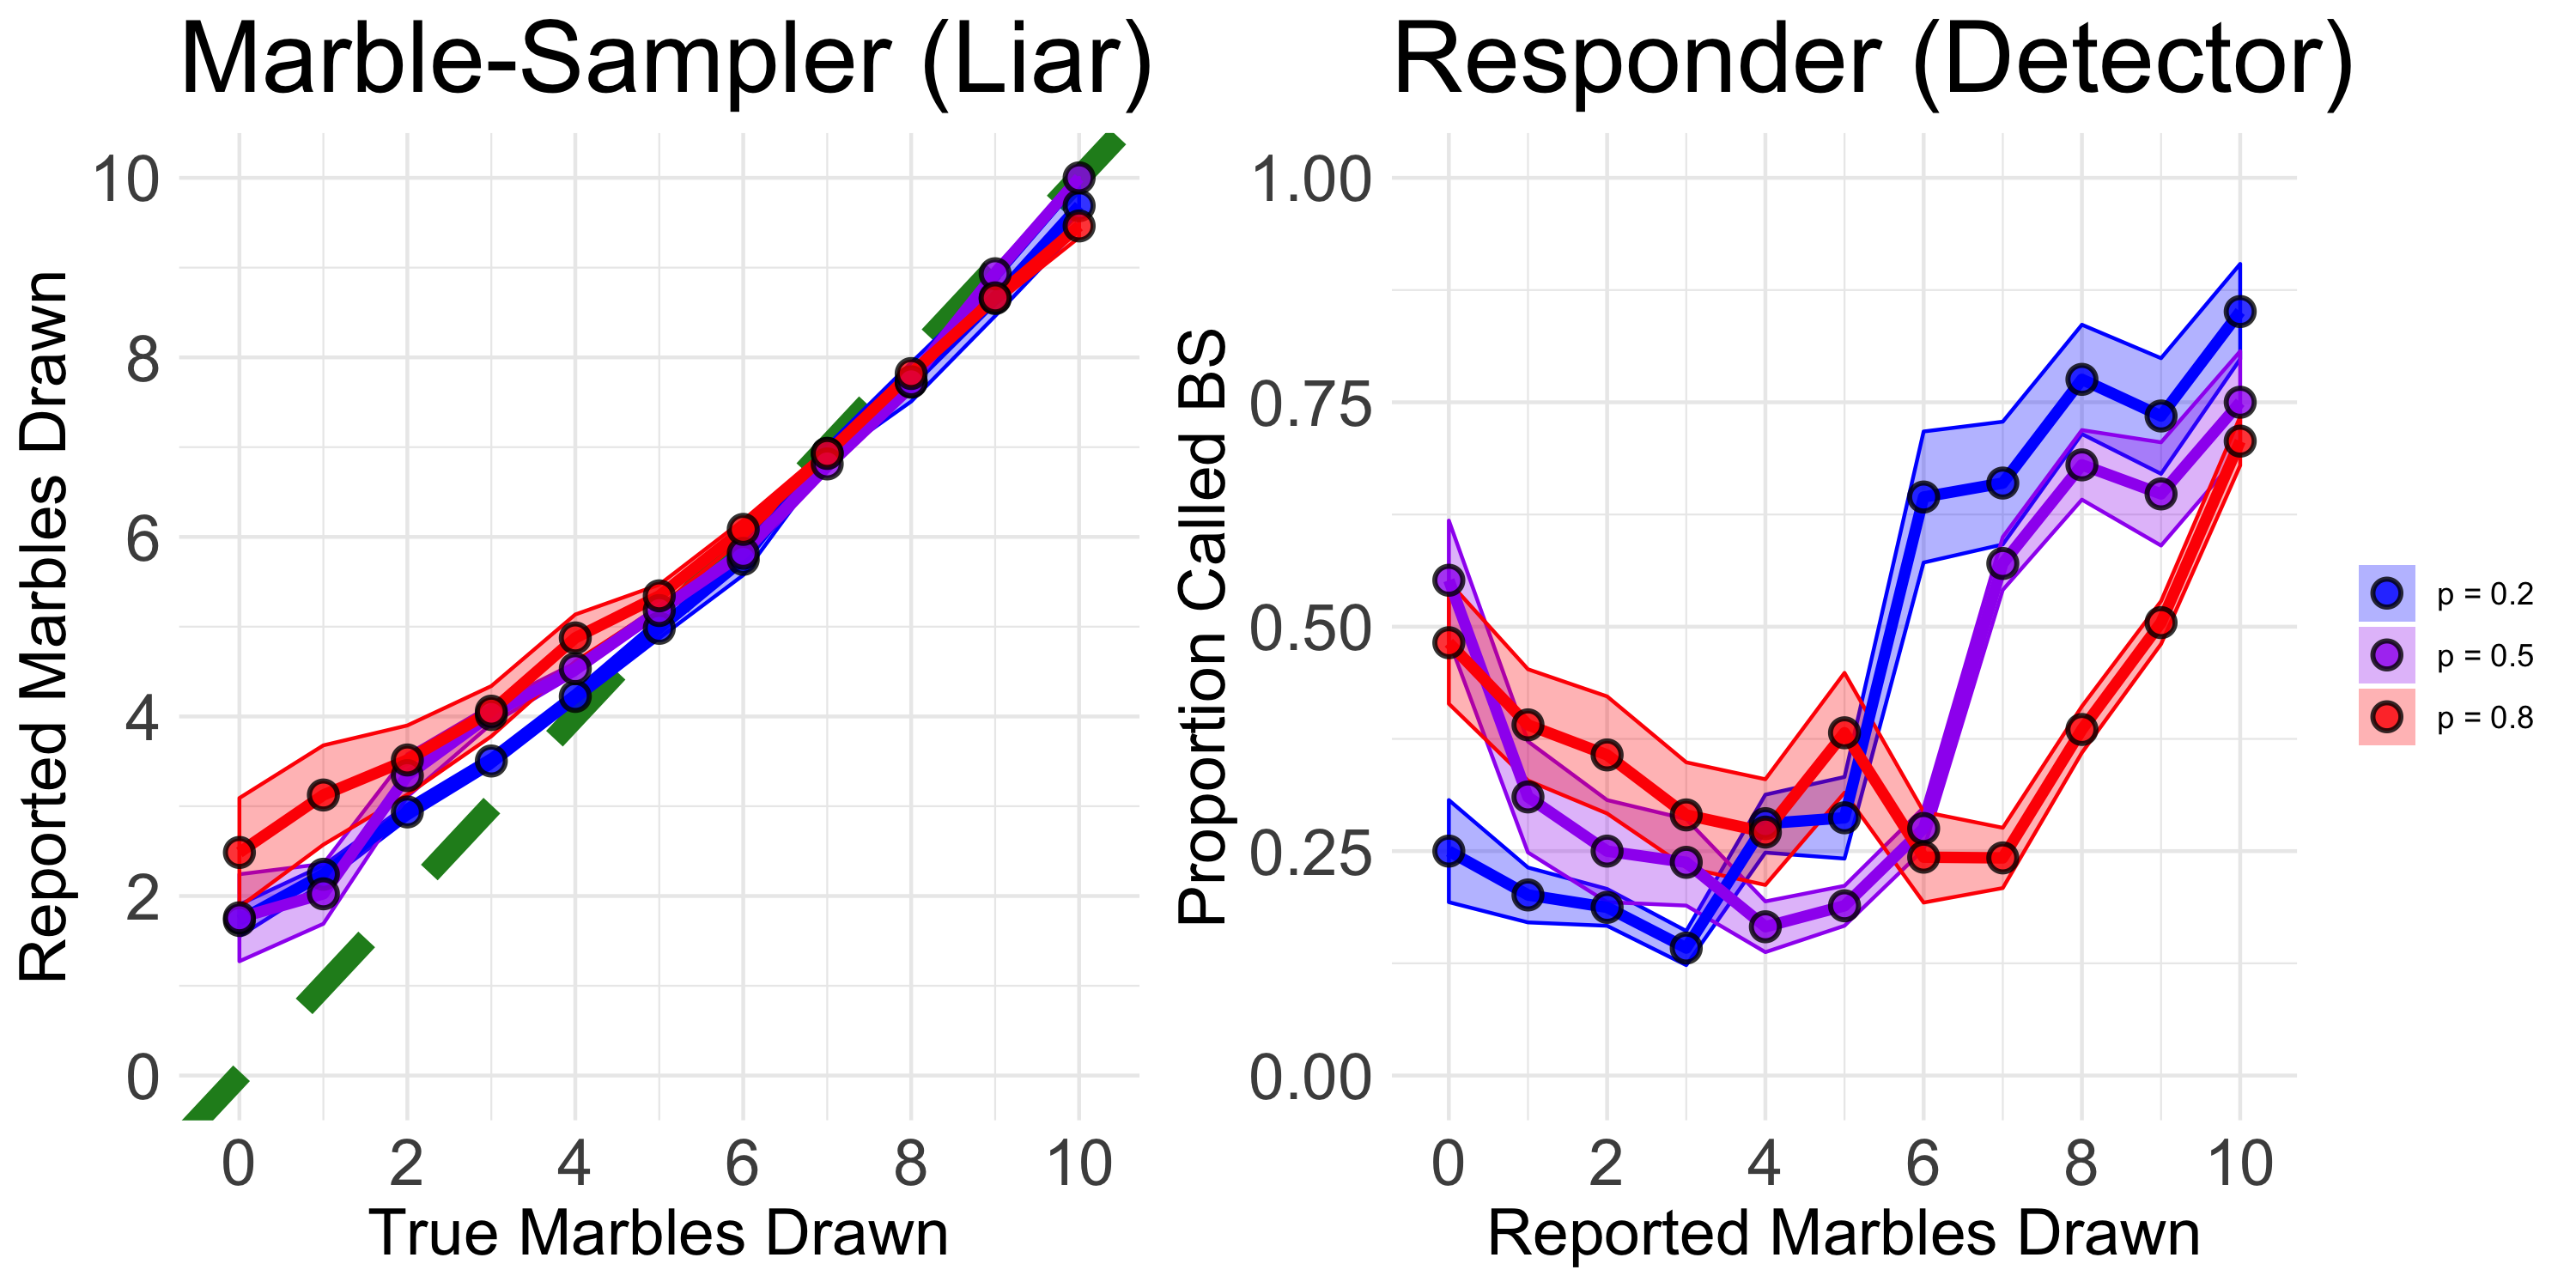 Marble-Sampler (Liar)
Reported Marbles Drawn
10
8
6
4
2
0
0 2 4 6 8 10
True Marbles Drawn
Responder (Detector)
Proportion Called BS
1.00
0.75
0.50
0.25
0.00
0 2 4 6 8 10
Reported Marbles Drawn
p = 0.2
p = 0.5
p = 0.8